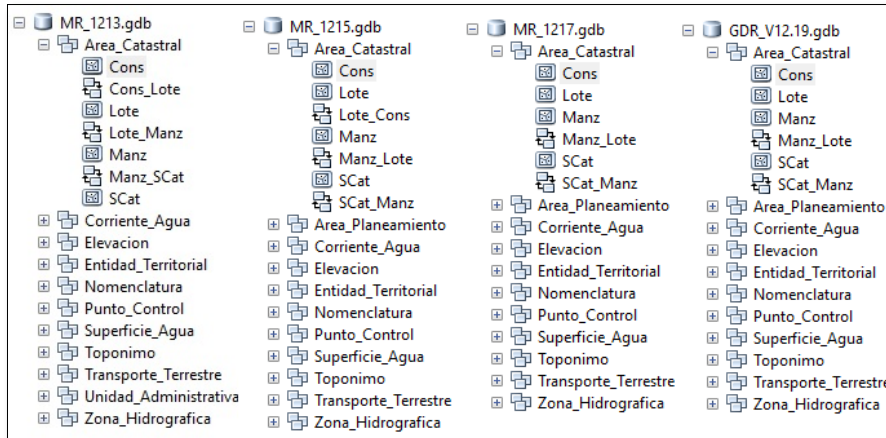 MR_1213.gdb
Area_Catastral
Cons
Cons_Lote
Lote
Lote_Manz
Manz
Manz_SCat
SCat
Corriente_Agua
Elevacion
Entidad_Territorial
Nomenclatura
Punto_Control
Superficie_Agua
Toponimo
Transporte_Terrestre
Unidad_Administrativa
Zona_Hidrografica
MR_1215.gdb
Area_Catastral
Cons
Lote
Lote_Cons
Manz
Manz_Lote
SCat
SCat_Manz
Area_Planeamiento
Corriente_Agua
Elevacion
Entidad_Territorial
Nomenclatura
Punto_Control
Superficie_Agua
Toponimo
Transporte_Terrestre
Zona_Hidrografica
MR_1217.gdb
Area_Catastral
Cons
Lote
Manz
Manz_Lote
SCat
SCat_Manz
Area_Planeamiento
Corriente_Agua
Elevacion
Entidad_Territorial
Nomenclatura
Punto_Control
Superficie_Agua
Toponimo
Transporte_Terrestre
Zona_Hidrografica
GDR_V12.19.gdb
Area_Catastral
Cons
Lote
Manz
Manz_Lote
SCat
SCat_Manz
Area_Planeamiento
Corriente_Agua
Elevacion
Entidad_Territorial
Nomenclatura
Punto_Control
Superficie_Agua
Toponimo
Transporte_Terrestre
Zona_Hidrografica